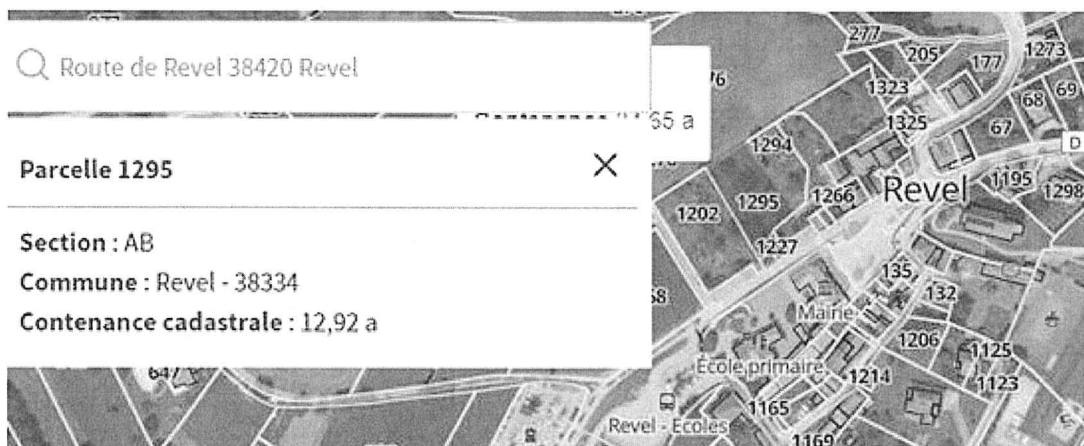 Route de Revel 38420 Revel
65 a
Parcelle 1295
Section : AB
Commune : Revel - 38334
Contenance cadastrale : 12,92 a
277
205
177
1273
1323
68
69
1325
67
D
1294
1195
1298
1202
1295
1266
Revel
1227
135
132
Mairie
1206
1125
École primaire
1214
1123
1165
Revel - Ecoles
1169